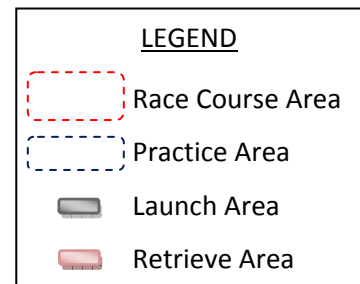 LEGEND
Race Course Area
Practice Area
Launch Area
Retrieve Area